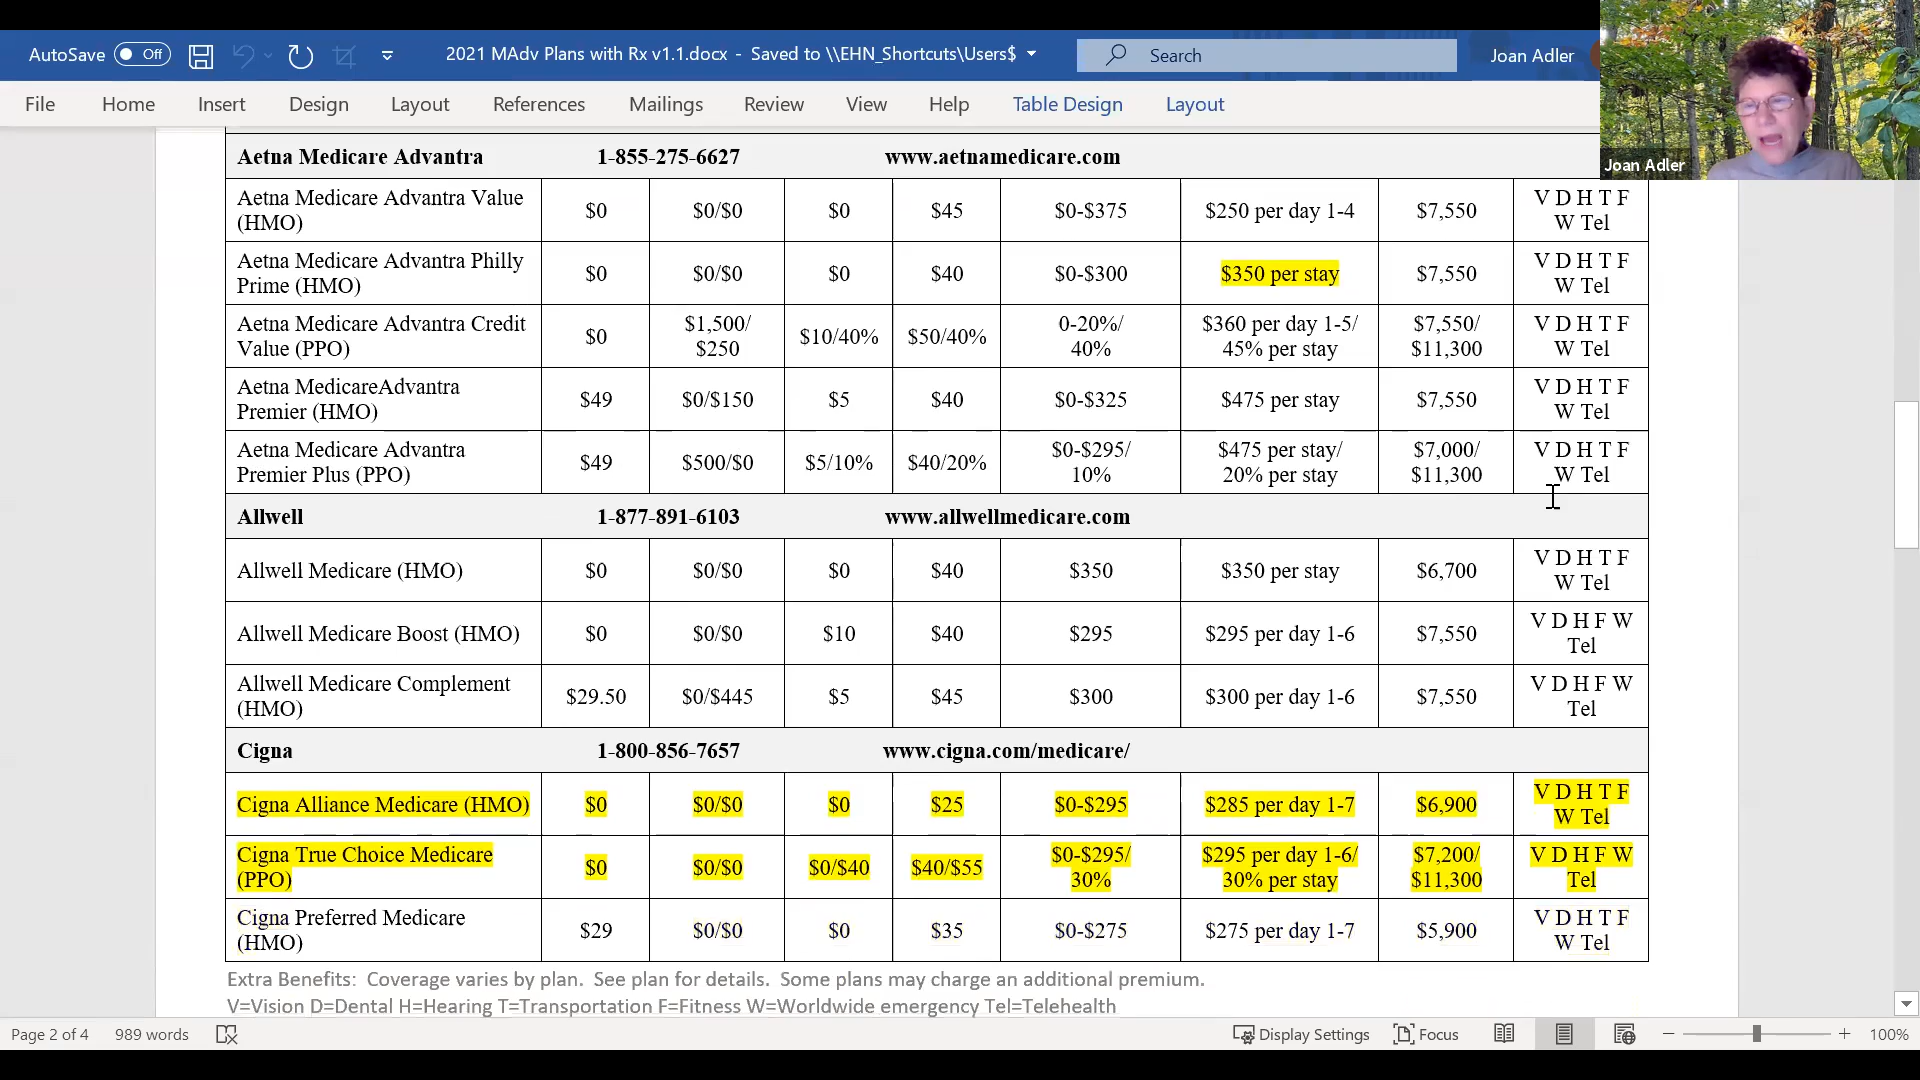 AutoSave Off 2021 MAdv Plans with Rx v1.1.docx - Saved to \\EHN_Shortcuts\Users$ Search Joan Adler
File Home Insert Design Layout References Mailings Review View Help Table Design Layout
Joan Adler
Aetna Medicare Advantra 1-855-275-6627 www.aetnamedicare.com
Aetna Medicare Advantra Value $0 $0/$0 $0 $45 $0-$375 $250 per day 1-4 $7,550 V D H T F
(HMO) W Tel
Aetna Medicare Advantra Philly $0 $0/$0 $0 $40 $0-$300 $350 per stay $7,550 V D H T F
Prime (HMO) W Tel
Aetna Medicare Advantra Credit $0 $1,500/ $10/40% $50/40% 0-20%/ $360 per day 1-5/ $7,550/ V D H T F
Value (PPO) $250 40% 45% per stay $11,300 W Tel
Aetna MedicareAdvantra $49 $0/$150 $5 $40 $0-$325 $475 per stay $7,550 V D H T F
Premier (HMO) W Tel
Aetna Medicare Advantra $49 $500/$0 $5/10% $40/20% $0-$295/ $475 per stay/ $7,000/ V D H T F
Premier Plus (PPO) 10% 20% per stay $11,300 W Tel
Allwell 1-877-891-6103 www.allwellmedicare.com
Allwell Medicare (HMO) $0 $0/$0 $0 $40 $350 $350 per stay $6,700 V D H T F
W Tel
Allwell Medicare Boost (HMO) $0 $0/$0 $10 $40 $295 $295 per day 1-6 $7,550 V D H F W
Tel
Allwell Medicare Complement $29.50 $0/$445 $5 $45 $300 $300 per day 1-6 $7,550 V D H F W
(HMO) Tel
Cigna 1-800-856-7657 www.cigna.com/medicare/
Cigna Alliance Medicare (HMO) $0 $0/$0 $0 $25 $0-$295 $285 per day 1-7 $6,900 V D H T F
W Tel
Cigna True Choice Medicare $0 $0/$0 $0/$40 $40/$55 $0-$295/ $295 per day 1-6/ $7,200/ V D H F W
(PPO) 30% 30% per stay $11,300 Tel
Cigna Preferred Medicare $29 $0/$0 $0 $35 $0-$275 $275 per day 1-7 $5,900 V D H T F
(HMO) W Tel
Extra Benefits: Coverage varies by plan. See plan for details. Some plans may charge an additional premium.
V=Vision D=Dental H=Hearing T=Transportation F=Fitness W=Worldwide emergency Tel=Telehealth
Page 2 of 4 989 words Display Settings Focus 100%